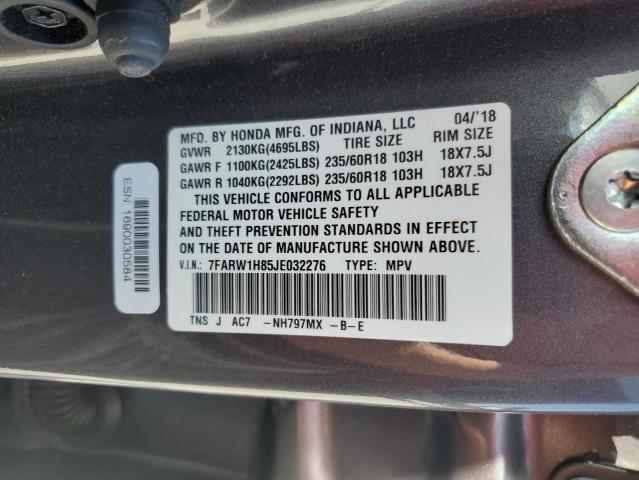 MFD. BY HONDA MFG. OF INDIANA, LLC 04/'18
GVWR 2130KG(4695LBS) TIRE SIZE RIM SIZE
GAWR F 1100KG(2425LBS) 235/60R18 103H 18X7.5J
GAWR R 1040KG(2292LBS) 235/60R18 103H 18X7.5J
THIS VEHICLE CONFORMS TO ALL APPLICABLE
FEDERAL MOTOR VEHICLE SAFETY
AND THEFT PREVENTION STANDARDS IN EFFECT
ON THE DATE OF MANUFACTURE SHOWN ABOVE.
V.I.N.: 7FARW1H85JE032276 TYPE: MPV
TNS J AC7 -NH797MX -B-E
ESN: 1690030584